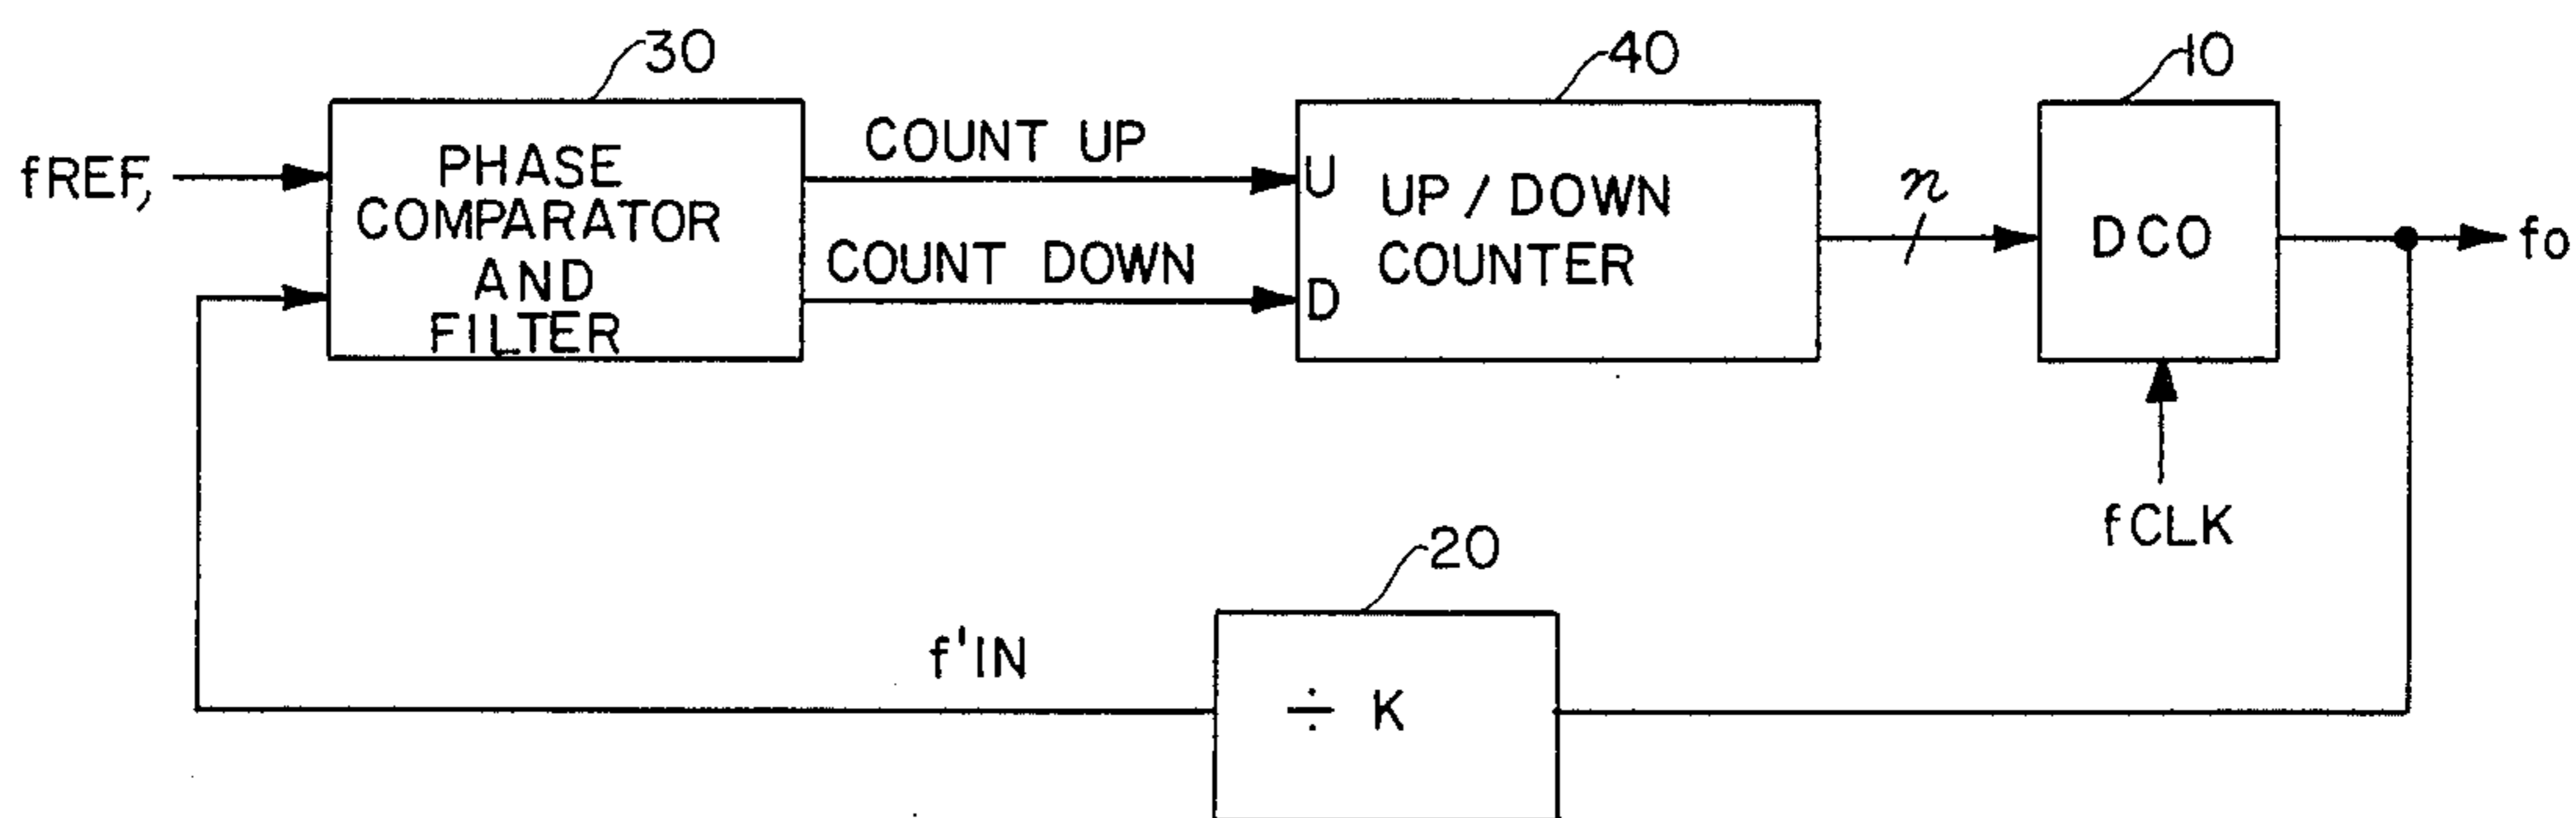 30
40
10
fREF,
PHASE
COMPARATOR
AND
FILTER
COUNT UP
COUNT DOWN
U
D
UP / DOWN
COUNTER
n
DCO
fo
fCLK
20
f'IN
÷ K